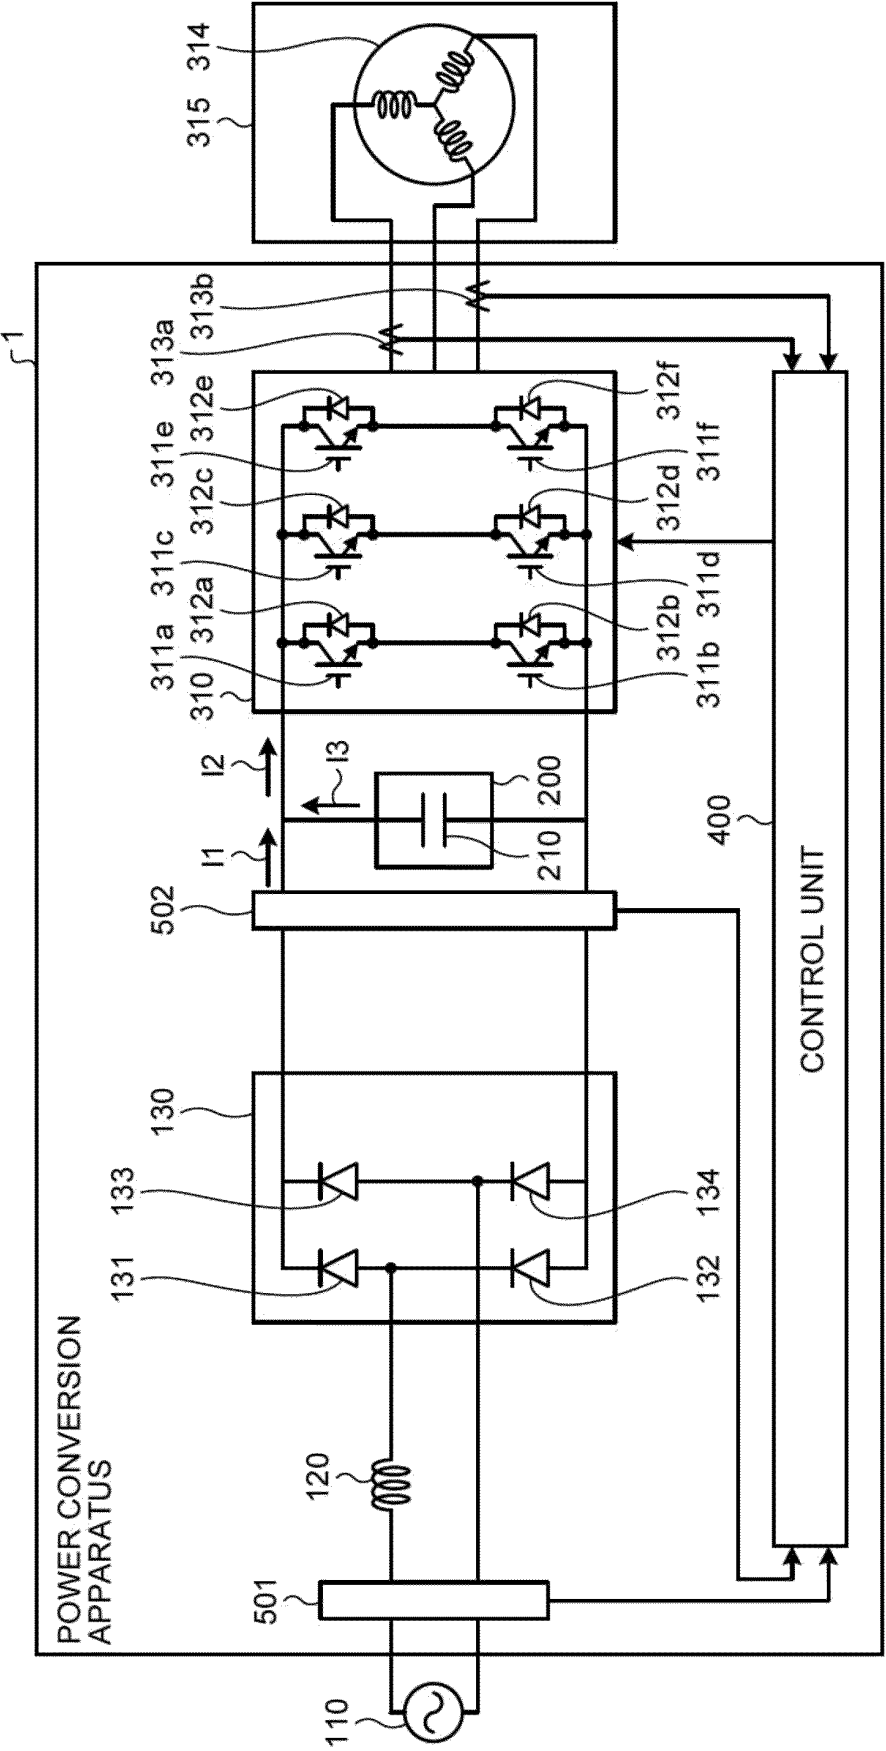 POWER CONVERSION
APPARATUS
1
110
501
120
130
131
133
132
134
502
I1
I2
I3
200
210
310
311a
312a
311c
312c
311e
312e
311b
312b
311d
312d
311f
312f
313a
313b
315
314
400
CONTROL UNIT